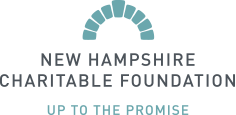 NEW HAMPSHIRE
CHARITABLE FOUNDATION
UP TO THE PROMISE